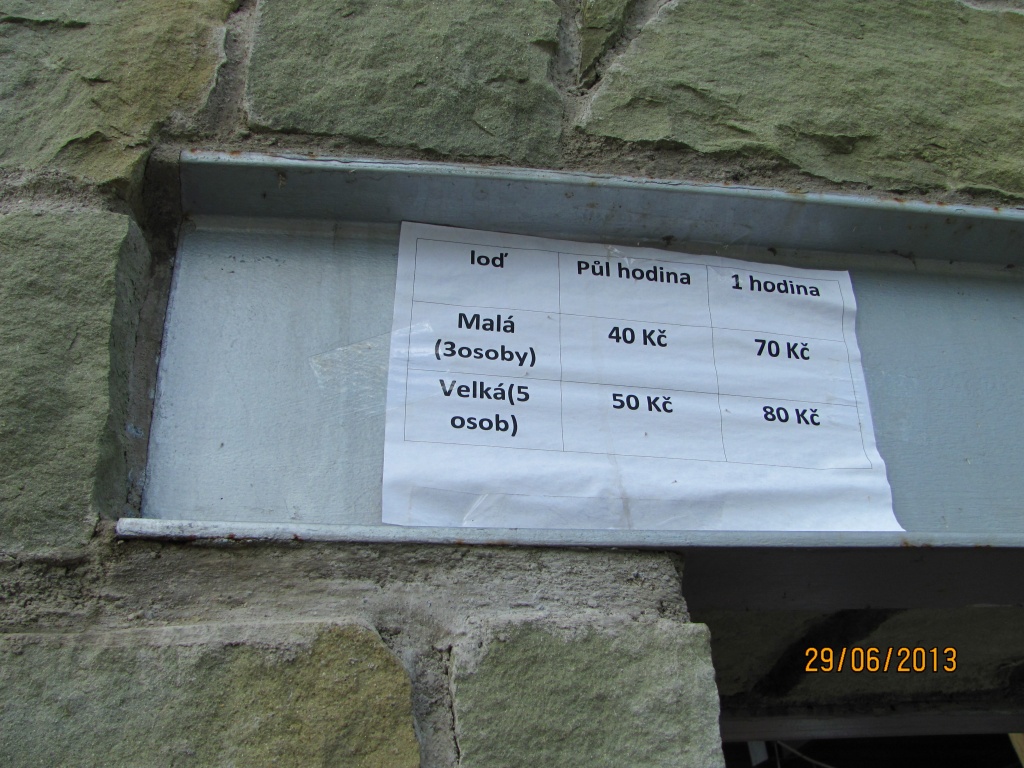 loď Půl hodina 1 hodina
Malá
(3osoby) 40 Kč 70 Kč
Velká(5
osob) 50 Kč 80 Kč
29/06/2013